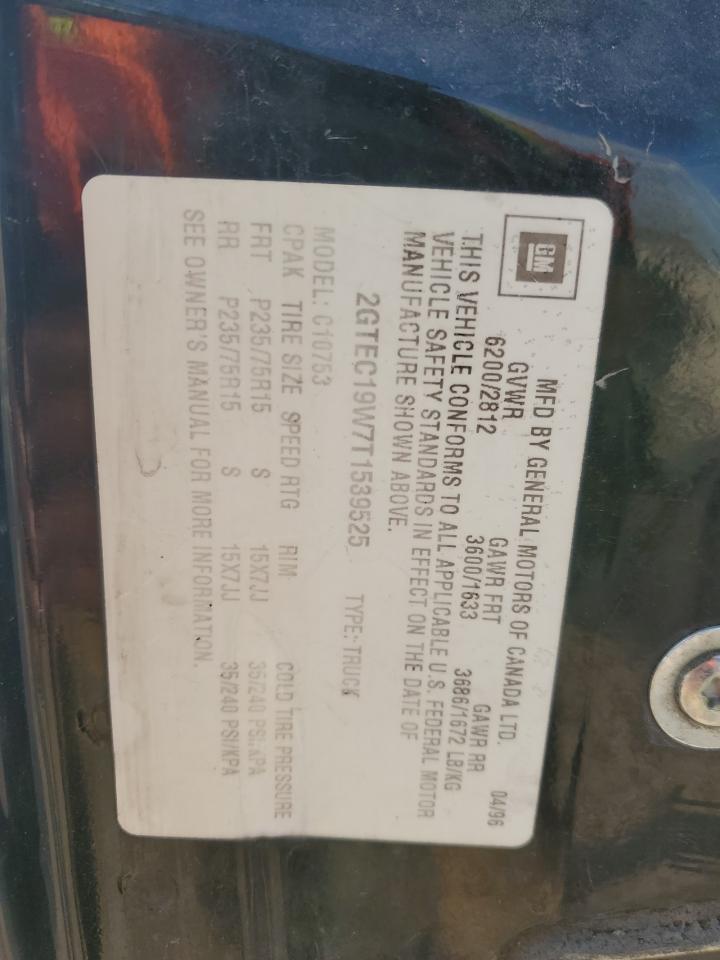 GM
MFD BY GENERAL MOTORS OF CANADA LTD. 04/96
GVWR GAWR FRT GAWR RR
6200/2812 3600/1633 3686/1672 LB/KG
THIS VEHICLE CONFORMS TO ALL APPLICABLE U.S. FEDERAL MOTOR
VEHICLE SAFETY STANDARDS IN EFFECT ON THE DATE OF
MANUFACTURE SHOWN ABOVE.
2GTEC19W7T1539525 TYPE: TRUCK
MODEL: C10753
CPAK TIRE SIZE SPEED RTG RIM COLD TIRE PRESSURE
FRT P235/75R15 S 15X7JJ 35/240 PSI/KPA
RR P235/75R15 S 15X7JJ 35/240 PSI/KPA
SEE OWNER'S MANUAL FOR MORE INFORMATION.